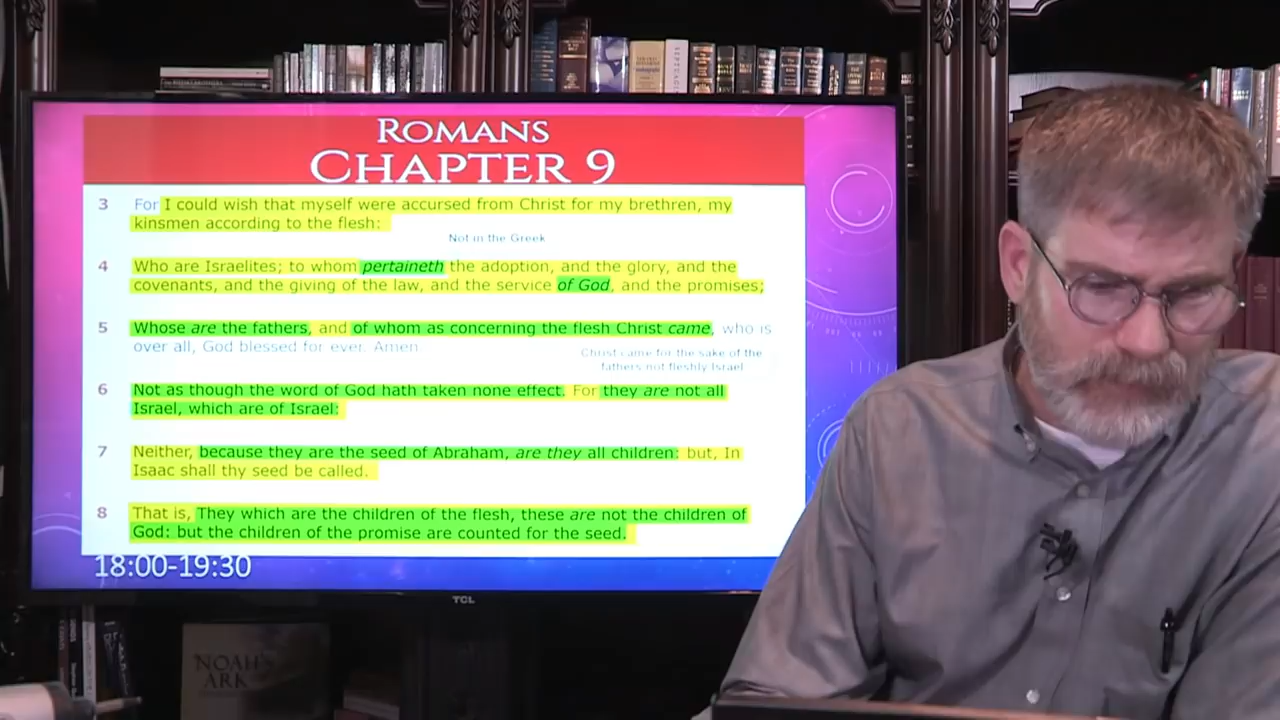 ROMANS
CHAPTER 9
3 For I could wish that myself were accursed from Christ for my brethren, my
kinsmen according to the flesh:
Not in the Greek
4 Who are Israelites; to whom pertaineth the adoption, and the glory, and the
covenants, and the giving of the law, and the service of God, and the promises;
5 Whose are the fathers, and of whom as concerning the flesh Christ came, who is
over all, God blessed for ever. Amen.
Christ came for the sake of the
fathers not fleshly Israel
6 Not as though the word of God hath taken none effect. For they are not all
Israel, which are of Israel:
7 Neither, because they are the seed of Abraham, are they all children: but, In
Isaac shall thy seed be called.
8 That is, They which are the children of the flesh, these are not the children of
God: but the children of the promise are counted for the seed.
18:00-19:30
TCL
NOAH'S
ARK